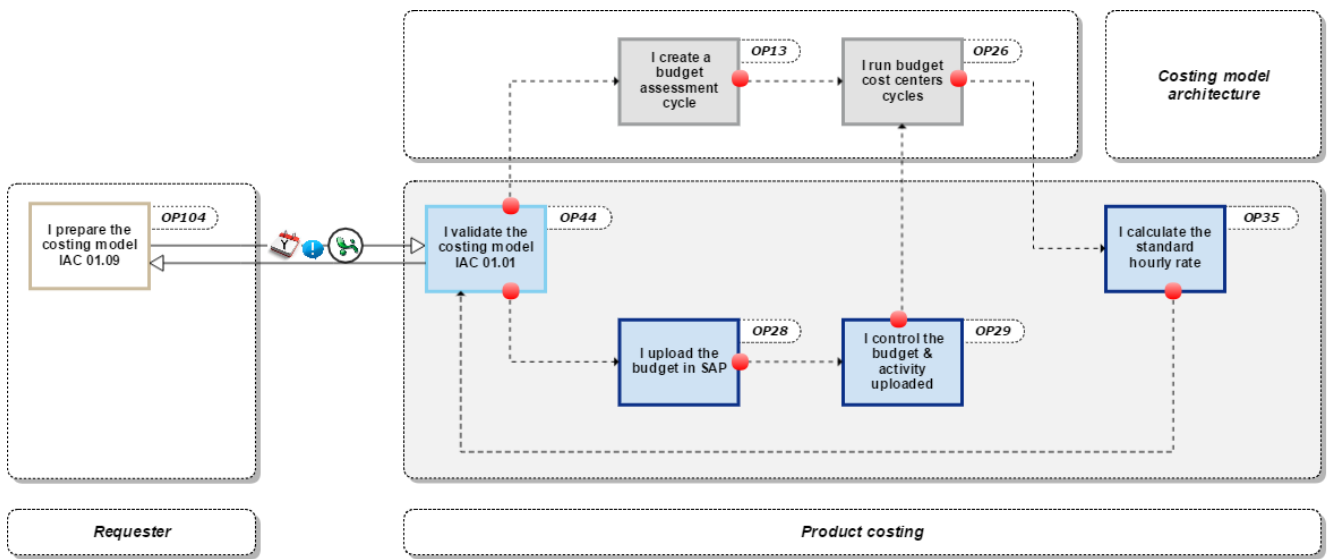 I create a
budget
assessment
cycle
OP13
I run budget
cost centers
cycles
OP26
Costing model
architecture
I prepare the
costing model
IAC 01.09
OP104
Y
I validate the
costing model
IAC 01.01
OP44
I calculate the
standard
hourly rate
OP35
I upload the
budget in SAP
OP28
I control the
budget &
activity
uploaded
OP29
Requester
Product costing